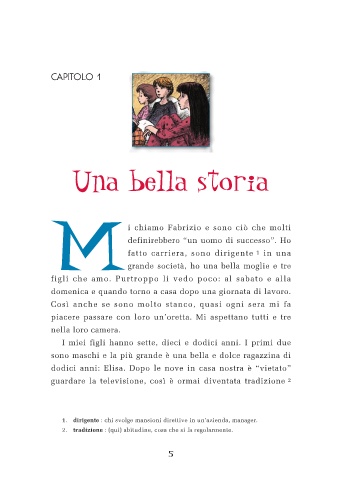 CAPITOLO 1
Una bella storia
Mi chiamo Fabrizio e sono ciò che molti
definirebbero “un uomo di successo”. Ho
fatto carriera, sono dirigente 1 in una
grande società, ho una bella moglie e tre
figli che amo. Purtroppo li vedo poco: al sabato e alla
domenica e quando torno a casa dopo una giornata di lavoro.
Così anche se sono molto stanco, quasi ogni sera mi fa
piacere passare con loro un’oretta. Mi aspettano tutti e tre
nella loro camera.
I miei figli hanno sette, dieci e dodici anni. I primi due
sono maschi e la più grande è una bella e dolce ragazzina di
dodici anni: Elisa. Dopo le nove in casa nostra è “vietato”
guardare la televisione, così è ormai diventata tradizione 2
1. dirigente : chi svolge mansioni direttive in un’azienda, manager.
2. tradizione : (qui) abitudine, cosa che si fa regolarmente.
5